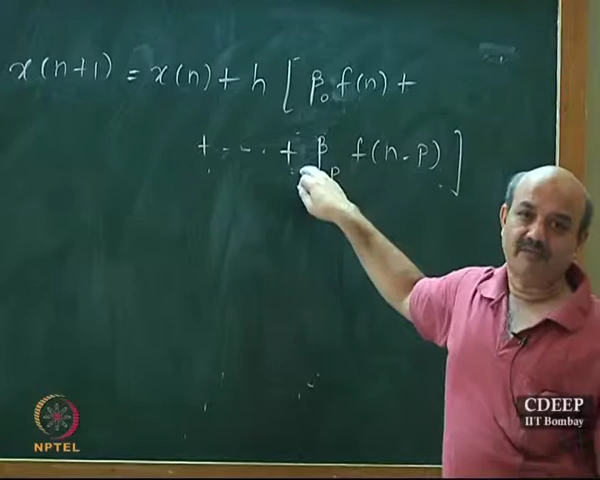 x(n+1) = x(n) + h [ β₀ f(n) +
+ - - . + βp f(n-p) ]
CDEEP
IIT Bombay
NPTEL